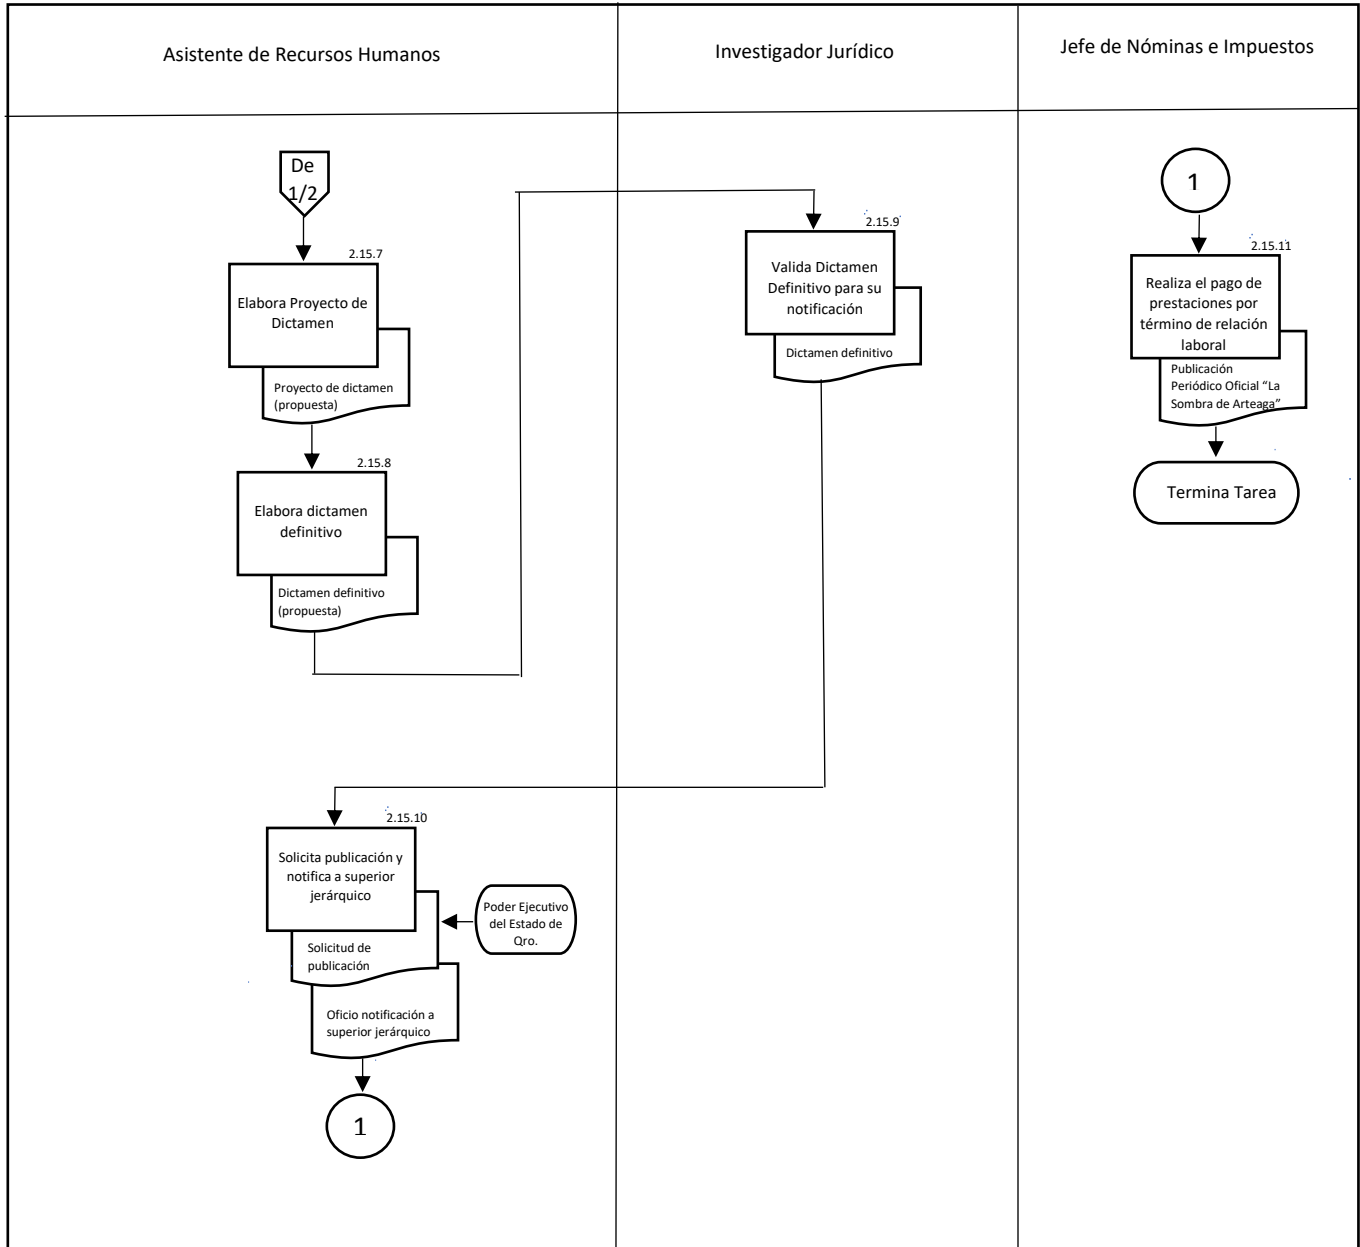 Asistente de Recursos Humanos
Investigador Jurídico
Jefe de Nóminas e Impuestos
De
1/2
2.15.7
Elabora Proyecto de
Dictamen
Proyecto de dictamen
(propuesta)
2.15.8
Elabora dictamen
definitivo
Dictamen definitivo
(propuesta)
2.15.9
Valida Dictamen
Definitivo para su
notificación
Dictamen definitivo
2.15.10
Solicita publicación y
notifica a superior
jerárquico
Poder Ejecutivo
del Estado de
Qro.
Solicitud de
publicación
Oficio notificación a
superior jerárquico
1
1
2.15.11
Realiza el pago de
prestaciones por
término de relación
laboral
Publicación
Periódico Oficial “La
Sombra de Arteaga”
Termina Tarea